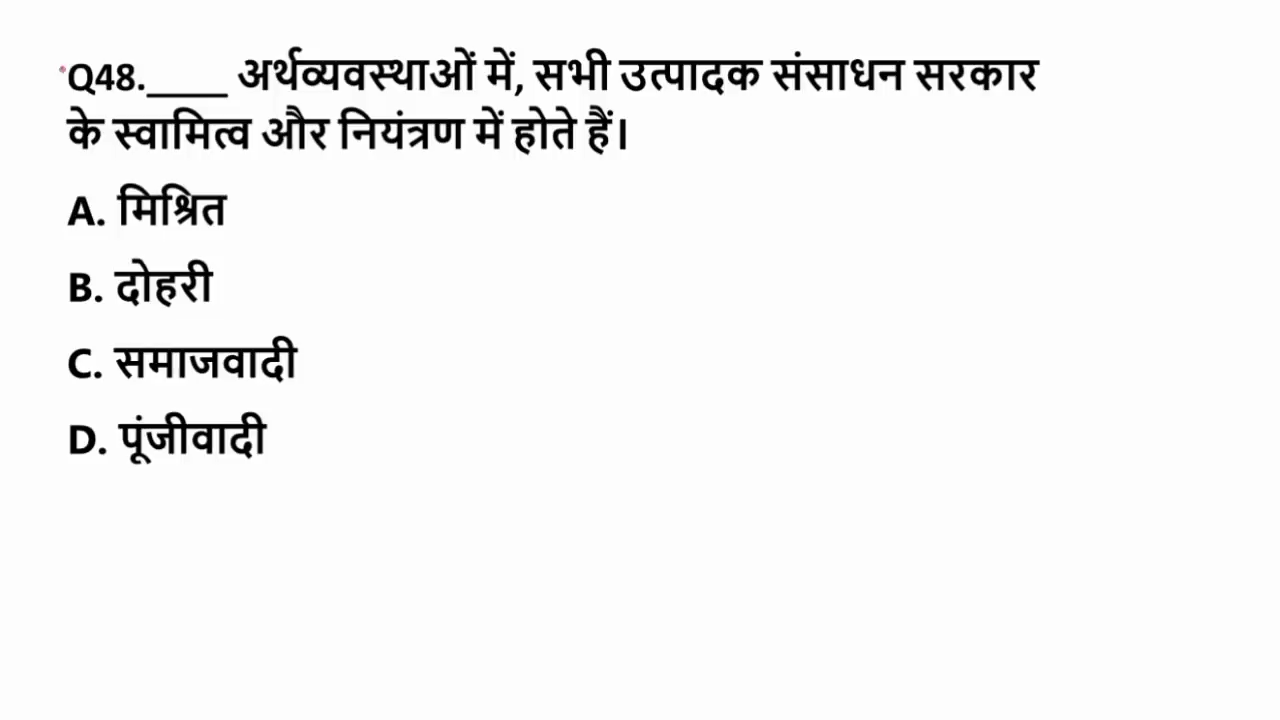 Q48.____ अर्थव्यवस्थाओं में, सभी उत्पादक संसाधन सरकार
के स्वामित्व और नियंत्रण में होते हैं।
A. मिश्रित
B. दोहरी
C. समाजवादी
D. पूंजीवादी